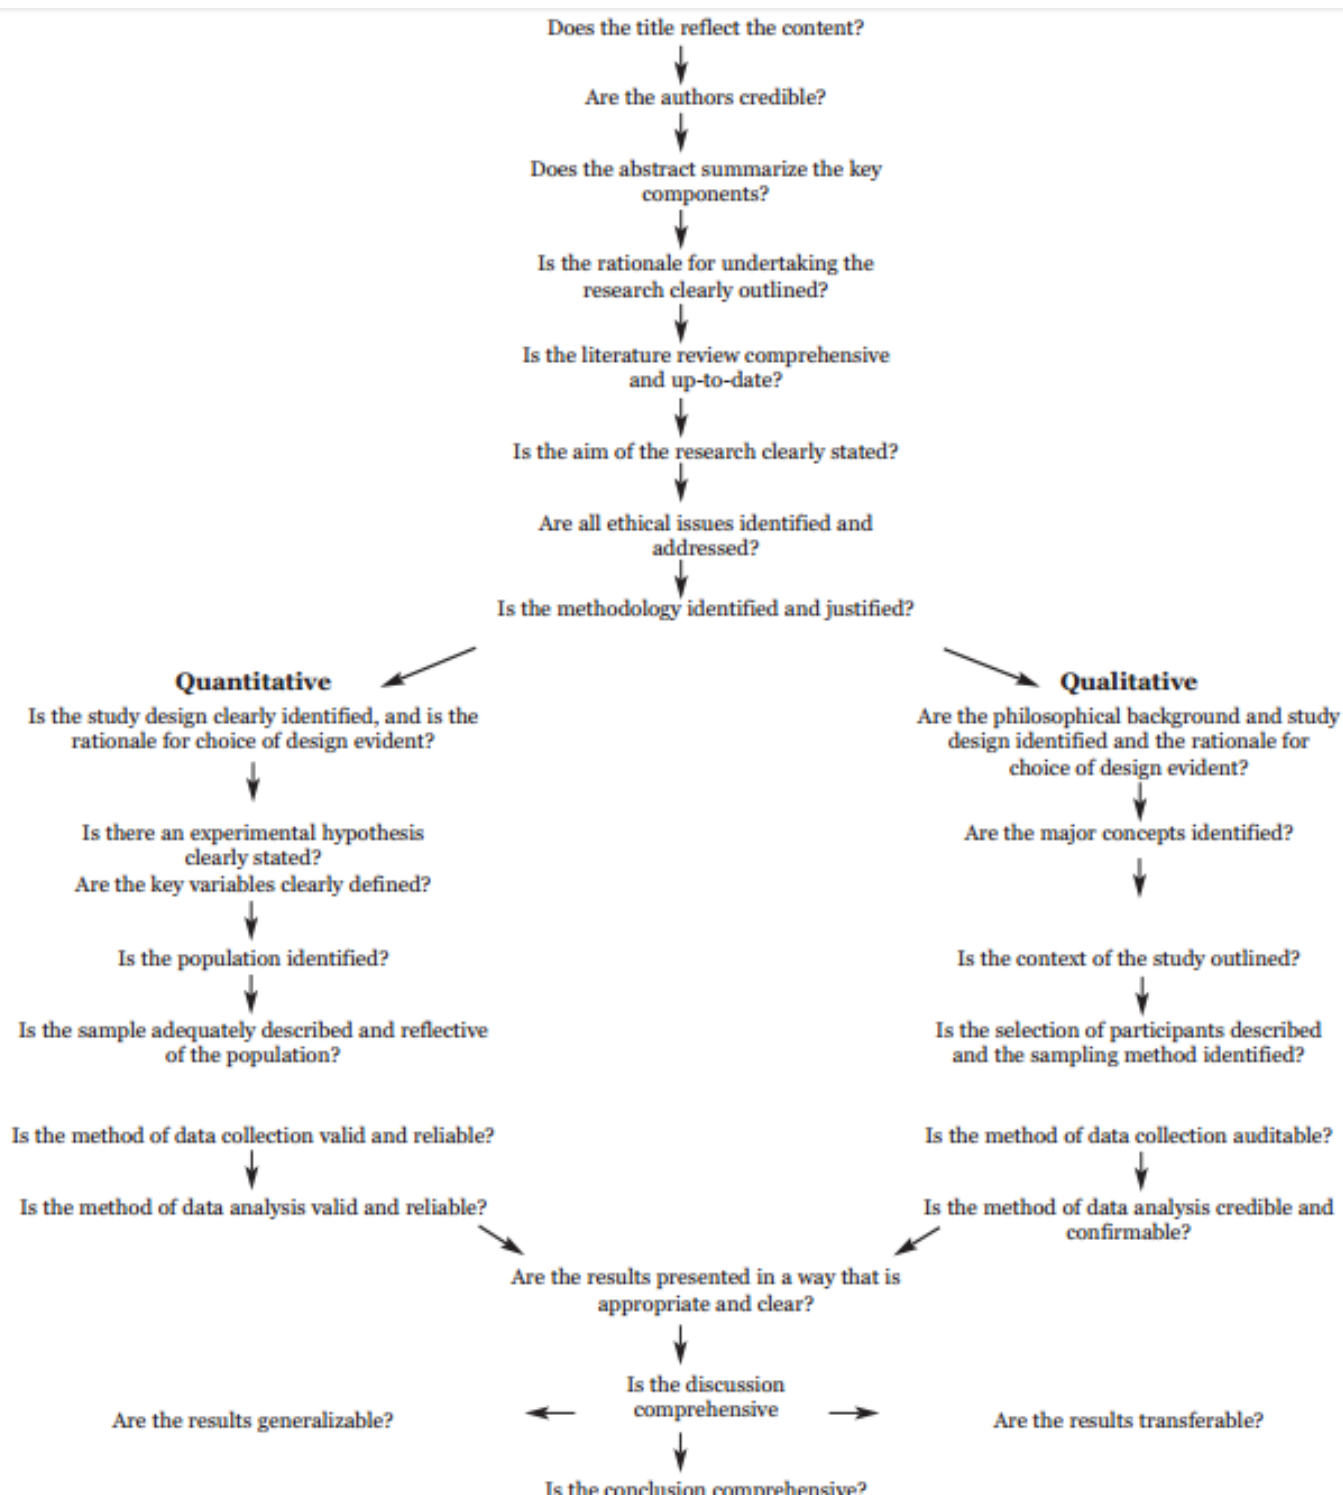 Does the title reflect the content?
Are the authors credible?
Does the abstract summarize the key
components?
Is the rationale for undertaking the
research clearly outlined?
Is the literature review comprehensive
and up-to-date?
Is the aim of the research clearly stated?
Are all ethical issues identified and
addressed?
Is the methodology identified and justified?
Quantitative
Is the study design clearly identified, and is the
rationale for choice of design evident?
Is there an experimental hypothesis
clearly stated?
Are the key variables clearly defined?
Is the population identified?
Is the sample adequately described and reflective
of the population?
Is the method of data collection valid and reliable?
Is the method of data analysis valid and reliable?
Qualitative
Are the philosophical background and study
design identified and the rationale for
choice of design evident?
Are the major concepts identified?
Is the context of the study outlined?
Is the selection of participants described
and the sampling method identified?
Is the method of data collection auditable?
Is the method of data analysis credible and
confirmable?
Are the results presented in a way that is
appropriate and clear?
Is the discussion
comprehensive
Are the results generalizable?
Are the results transferable?
Is the conclusion comprehensive?